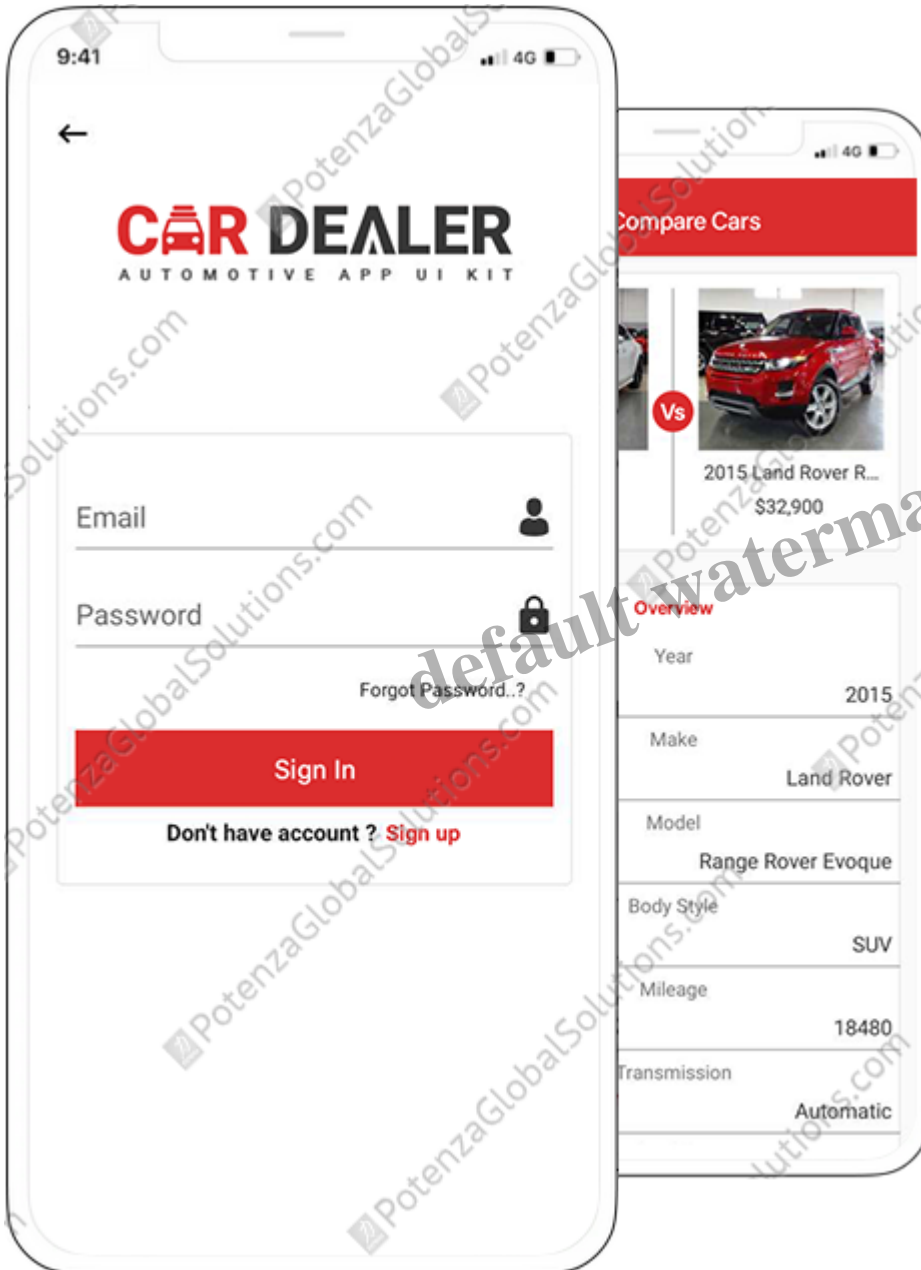 9:41
4G
CAR DEALER
AUTOMOTIVE APP UI KIT
Email
Password
Forgot Password..?
Sign In
Don't have account ? Sign up
4G
Compare Cars
Vs
2015 Land Rover R...
$32,900
Overview
Year
2015
Make
Land Rover
Model
Range Rover Evoque
Body Style
SUV
Mileage
18480
Transmission
Automatic
PotenzaGlobalSolutions.com
default waterma